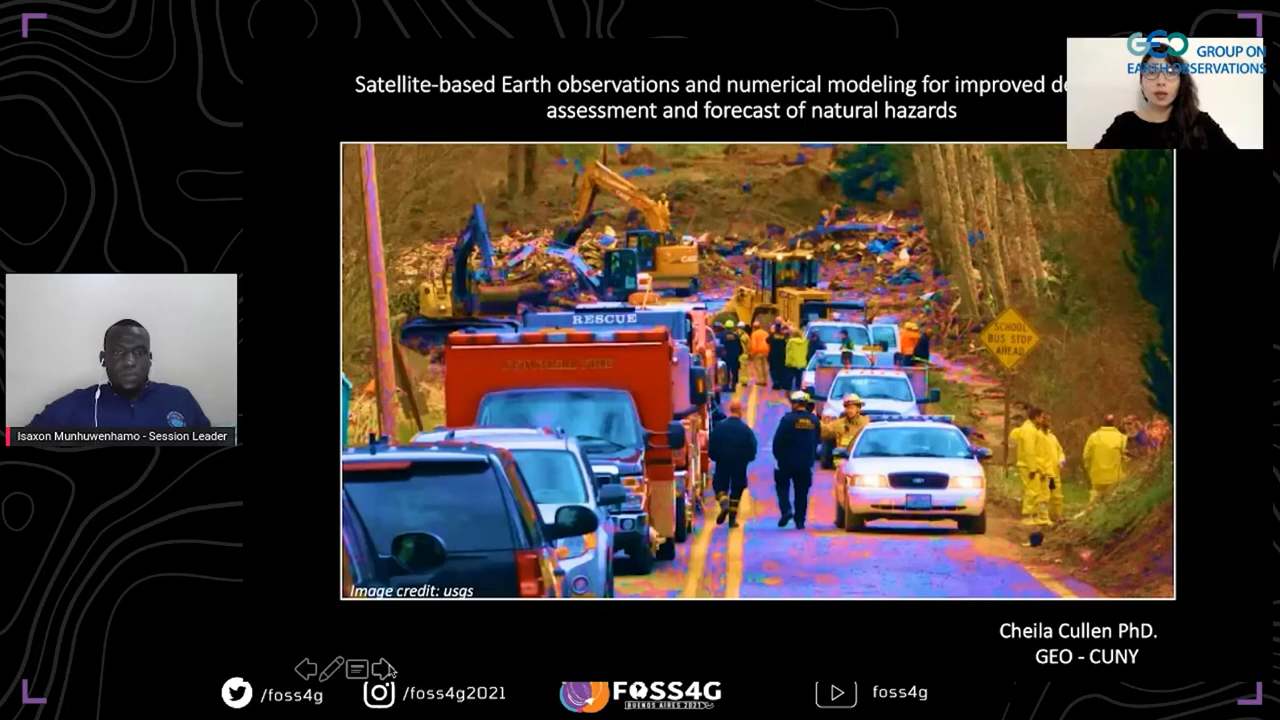 GEO GROUP ON
EARTH OBSERVATIONS
Satellite-based Earth observations and numerical modeling for improved
assessment and forecast of natural hazards
RESCUE
SCHOOL
BUS STOP
AHEAD
CASE
Isaxon Munhuwenhamo - Session Leader
Image credit: usgs
Cheila Cullen PhD.
GEO - CUNY
/foss4g
/foss4g2021
FOSS4G
BUENOS AIRES 2021
foss4g